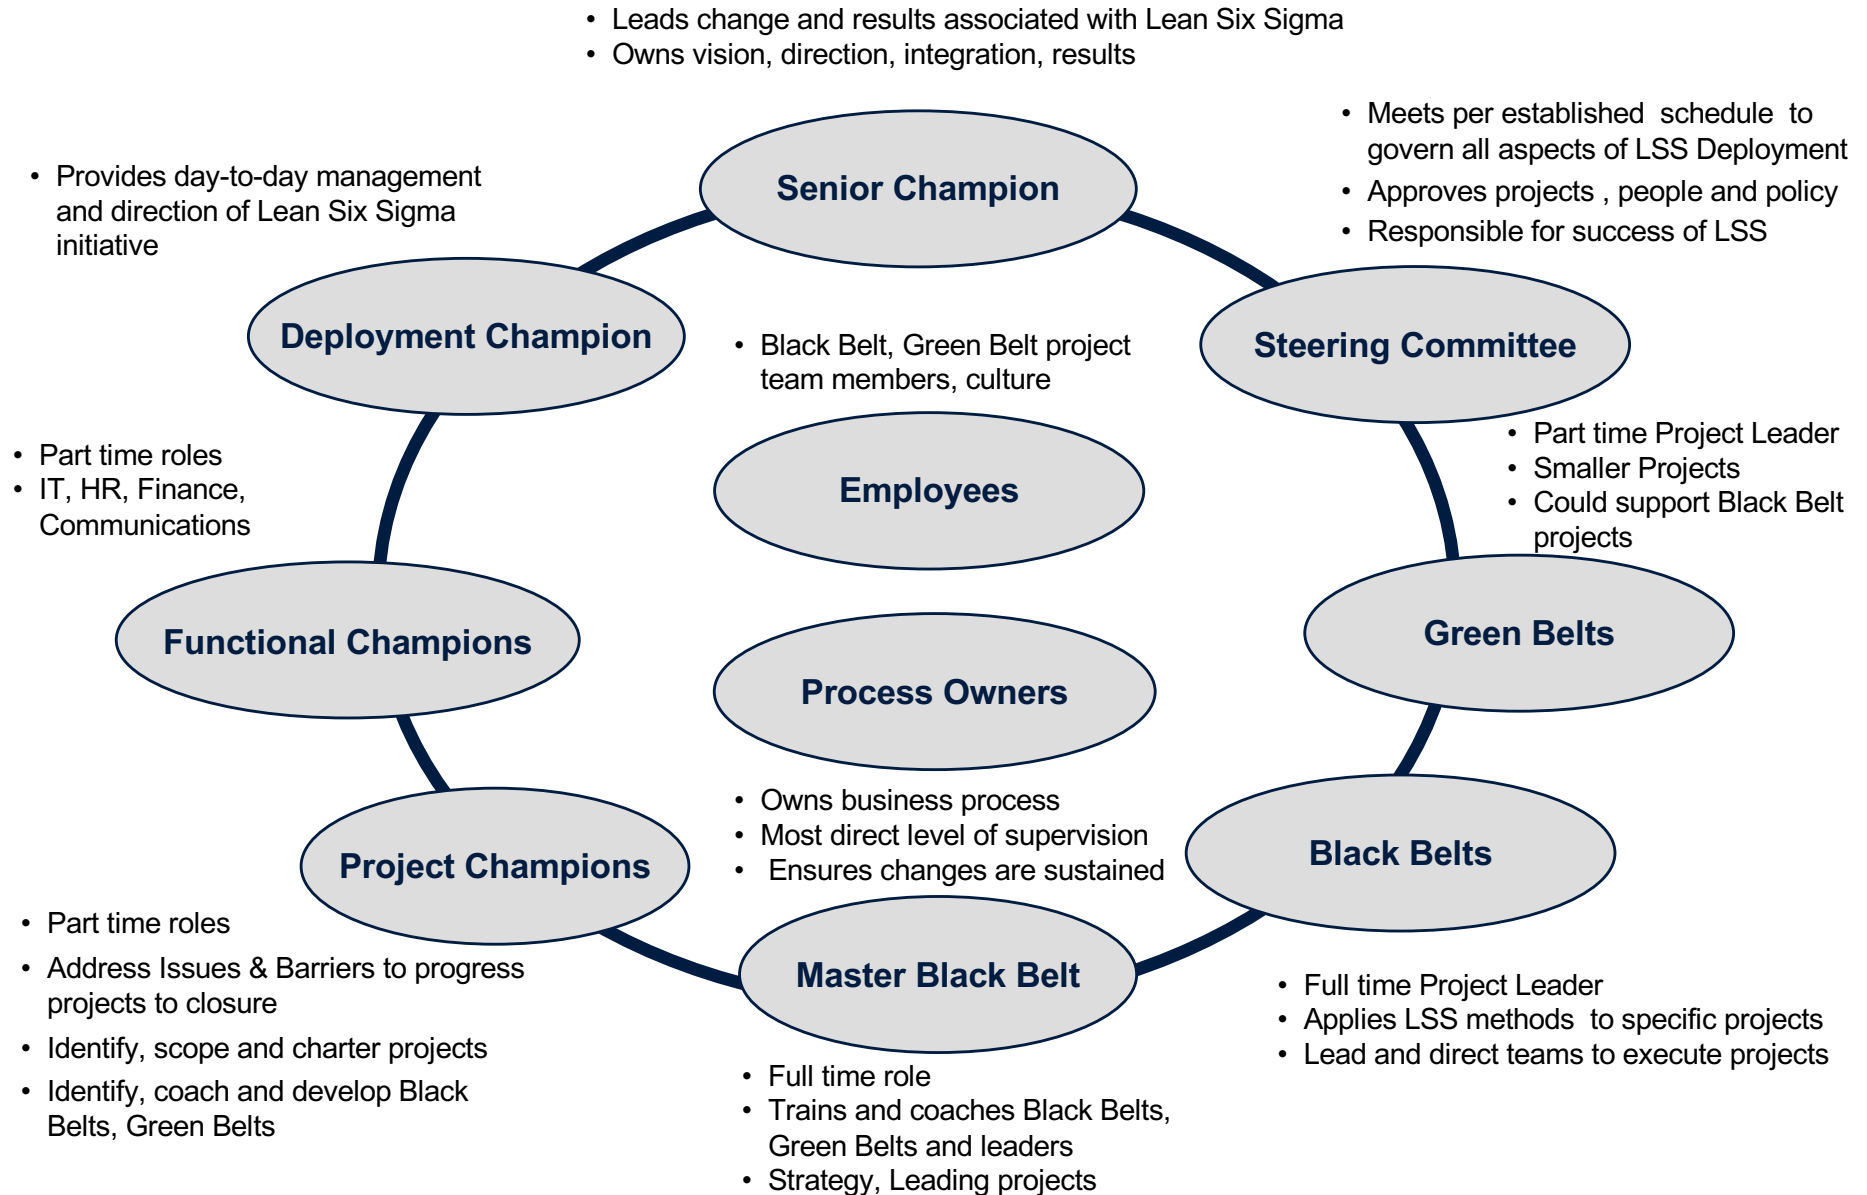 • Leads change and results associated with Lean Six Sigma
• Owns vision, direction, integration, results
Senior Champion
• Meets per established schedule to
govern all aspects of LSS Deployment
• Approves projects , people and policy
• Responsible for success of LSS
Steering Committee
• Provides day-to-day management
and direction of Lean Six Sigma
initiative
Deployment Champion
• Black Belt, Green Belt project
team members, culture
Employees
• Part time Project Leader
• Smaller Projects
• Could support Black Belt
projects
Green Belts
• Part time roles
• IT, HR, Finance,
Communications
Functional Champions
Process Owners
• Owns business process
• Most direct level of supervision
• Ensures changes are sustained
Black Belts
• Full time Project Leader
• Applies LSS methods to specific projects
• Lead and direct teams to execute projects
Project Champions
• Part time roles
• Address Issues & Barriers to progress
projects to closure
• Identify, scope and charter projects
• Identify, coach and develop Black
Belts, Green Belts
Master Black Belt
• Full time role
• Trains and coaches Black Belts,
Green Belts and leaders
• Strategy, Leading projects